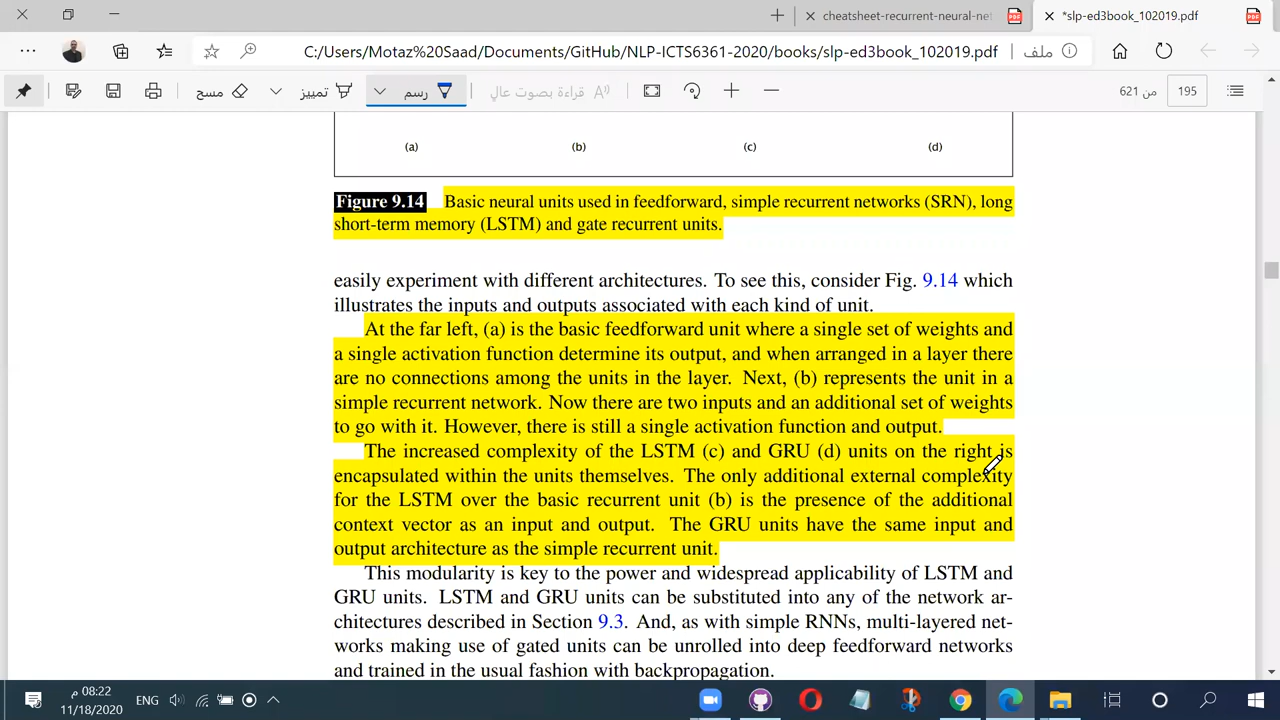 cheatsheet-recurrent-neural-net
*slp-ed3book_102019.pdf
C:/Users/Motaz%20Saad/Documents/GitHub/NLP-ICTS6361-2020/books/slp-ed3book_102019.pdf
ملف
مسح
تمييز
رسم
قراءة بصوت عالٍ
195
من 621
(a)
(b)
(c)
(d)
Figure 9.14 Basic neural units used in feedforward, simple recurrent networks (SRN), long
short-term memory (LSTM) and gate recurrent units.
easily experiment with different architectures. To see this, consider Fig. 9.14 which
illustrates the inputs and outputs associated with each kind of unit.
At the far left, (a) is the basic feedforward unit where a single set of weights and
a single activation function determine its output, and when arranged in a layer there
are no connections among the units in the layer. Next, (b) represents the unit in a
simple recurrent network. Now there are two inputs and an additional set of weights
to go with it. However, there is still a single activation function and output.
The increased complexity of the LSTM (c) and GRU (d) units on the right is
encapsulated within the units themselves. The only additional external complexity
for the LSTM over the basic recurrent unit (b) is the presence of the additional
context vector as an input and output. The GRU units have the same input and
output architecture as the simple recurrent unit.
This modularity is key to the power and widespread applicability of LSTM and
GRU units. LSTM and GRU units can be substituted into any of the network ar-
chitectures described in Section 9.3. And, as with simple RNNs, multi-layered net-
works making use of gated units can be unrolled into deep feedforward networks
and trained in the usual fashion with backpropagation.
08:22 م
11/18/2020
ENG